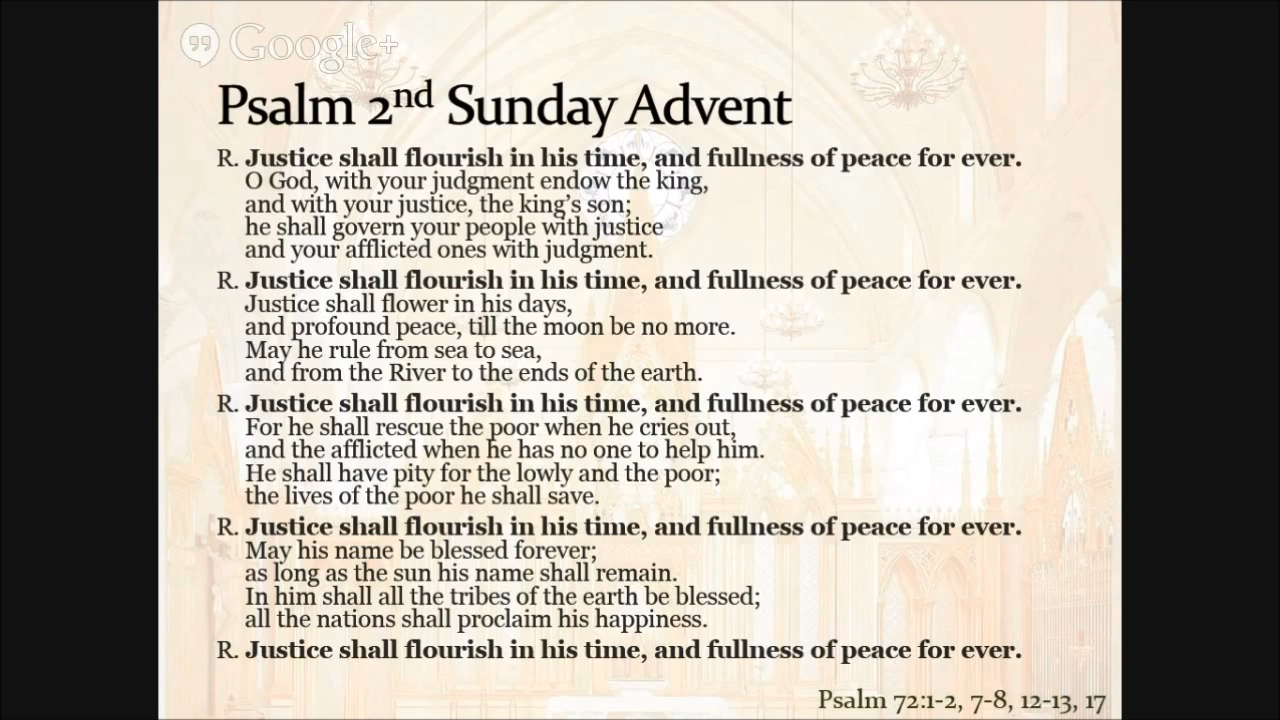 Google+
Psalm 2nd Sunday Advent
R. Justice shall flourish in his time, and fullness of peace for ever.
O God, with your judgment endow the king,
and with your justice, the king’s son;
he shall govern your people with justice
and your afflicted ones with judgment.
R. Justice shall flourish in his time, and fullness of peace for ever.
Justice shall flower in his days,
and profound peace, till the moon be no more.
May he rule from sea to sea,
and from the River to the ends of the earth.
R. Justice shall flourish in his time, and fullness of peace for ever.
For he shall rescue the poor when he cries out,
and the afflicted when he has no one to help him.
He shall have pity for the lowly and the poor;
the lives of the poor he shall save.
R. Justice shall flourish in his time, and fullness of peace for ever.
May his name be blessed forever;
as long as the sun his name shall remain.
In him shall all the tribes of the earth be blessed;
all the nations shall proclaim his happiness.
R. Justice shall flourish in his time, and fullness of peace for ever.
Psalm 72:1-2, 7-8, 12-13, 17